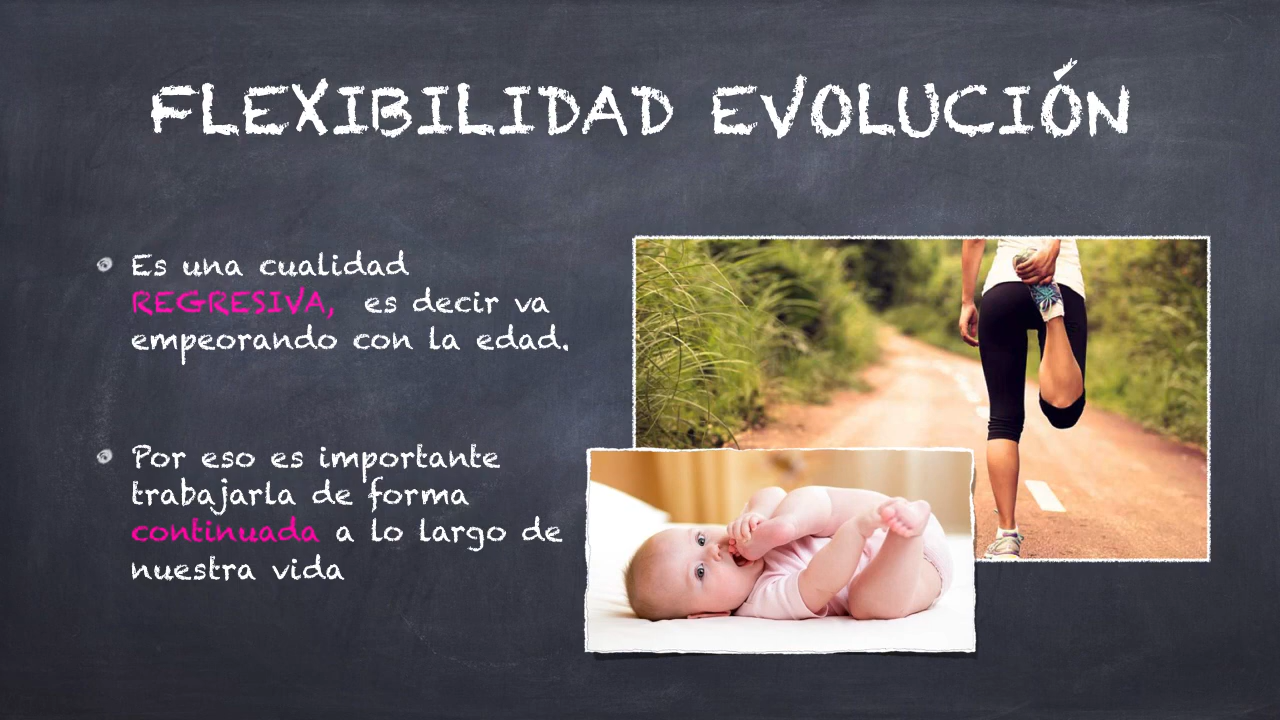 FLEXIBILIDAD EVOLUCIÓN
Es una cualidad
REGRESIVA, es decir va
empeorando con la edad.
Por eso es importante
trabajarla de forma
continuada a lo largo de
nuestra vida